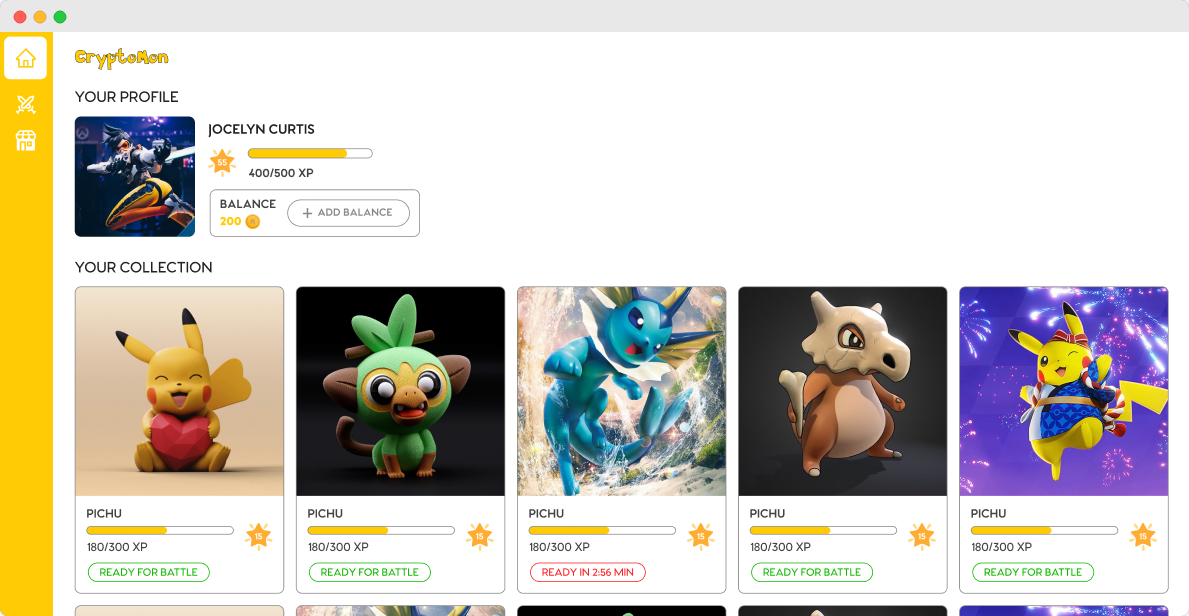 CryptoMon
YOUR PROFILE
JOCELYN CURTIS
55
400/500 XP
BALANCE
200
+ ADD BALANCE
YOUR COLLECTION
PICHU
180/300 XP
15
READY FOR BATTLE
PICHU
180/300 XP
15
READY FOR BATTLE
PICHU
180/300 XP
15
READY IN 2:56 MIN
PICHU
180/300 XP
15
READY FOR BATTLE
PICHU
180/300 XP
15
READY FOR BATTLE